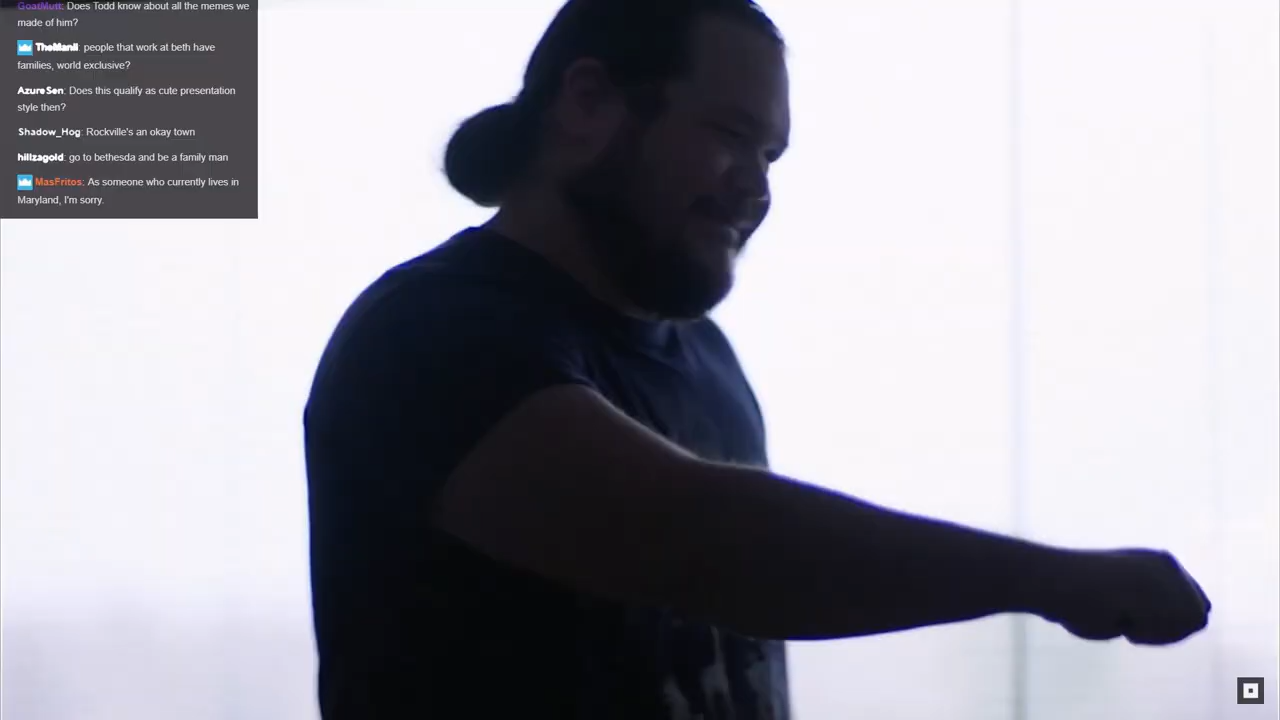 GoatMutt: Does Todd know about all the memes we
made of him?
TheManii: people that work at beth have
families, world exclusive?
AzureSen: Does this qualify as cute presentation
style then?
Shadow_Hog: Rockville's an okay town
hillzagold: go to bethesda and be a family man
MasFritos: As someone who currently lives in
Maryland, I'm sorry.